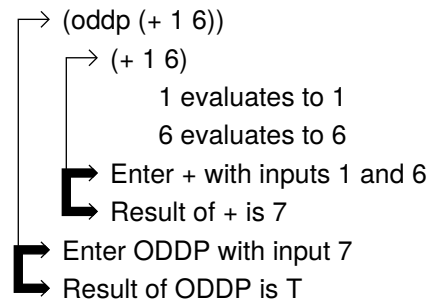 (oddp (+ 1 6))
(+ 1 6)
1 evaluates to 1
6 evaluates to 6
Enter + with inputs 1 and 6
Result of + is 7
Enter ODDP with input 7
Result of ODDP is T